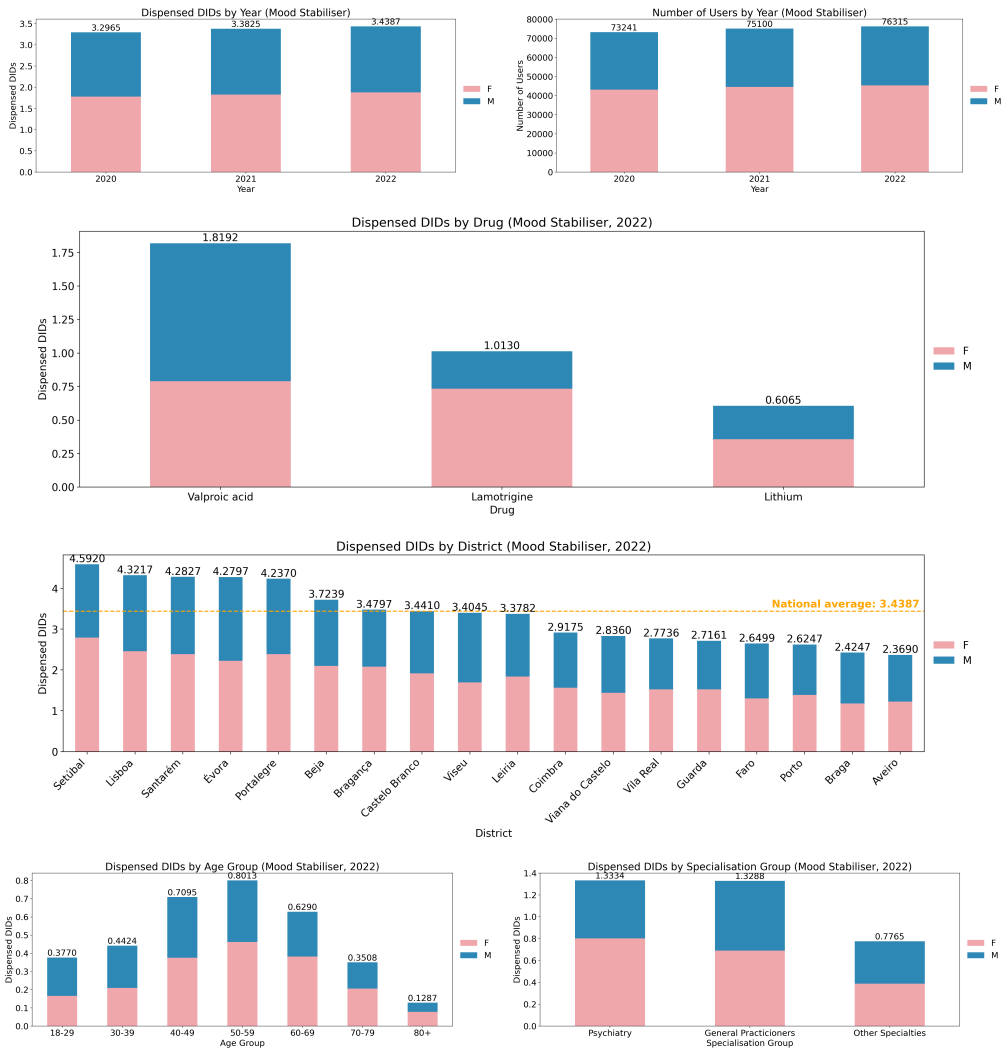 Dispensed DIDs by Year (Mood Stabiliser)
3.5
3.0
2.5
2.0
1.5
1.0
0.5
0.0
Dispensed DIDs
3.2965
3.3825
3.4387
2020
2021
2022
Year
F
M
Number of Users by Year (Mood Stabiliser)
80000
70000
60000
50000
40000
30000
20000
10000
0
Number of Users
73241
75100
76315
2020
2021
2022
Year
F
M
Dispensed DIDs by Drug (Mood Stabiliser, 2022)
1.75
1.50
1.25
1.00
0.75
0.50
0.25
0.00
Dispensed DIDs
1.8192
1.0130
0.6065
Valproic acid
Lamotrigine
Lithium
Drug
F
M
Dispensed DIDs by District (Mood Stabiliser, 2022)
4
3
2
1
0
Dispensed DIDs
4.5920
4.3217
4.2827
4.2797
4.2370
3.7239
3.4797
3.4410
3.4045
3.3782
2.9175
2.8360
2.7736
2.7161
2.6499
2.6247
2.4247
2.3690
National average: 3.4387
Setúbal
Lisboa
Santarém
Évora
Portalegre
Beja
Bragança
Castelo Branco
Viseu
Leiria
Coimbra
Viana do Castelo
Vila Real
Guarda
Faro
Porto
Braga
Aveiro
District
F
M
Dispensed DIDs by Age Group (Mood Stabiliser, 2022)
0.8
0.7
0.6
0.5
0.4
0.3
0.2
0.1
0.0
Dispensed DIDs
0.3770
0.4424
0.7095
0.8013
0.6290
0.3508
0.1287
18-29
30-39
40-49
50-59
60-69
70-79
80+
Age Group
F
M
Dispensed DIDs by Specialisation Group (Mood Stabiliser, 2022)
1.4
1.2
1.0
0.8
0.6
0.4
0.2
0.0
Dispensed DIDs
1.3334
1.3288
0.7765
Psychiatry
General Practicioners
Other Specialties
Specialisation Group
F
M